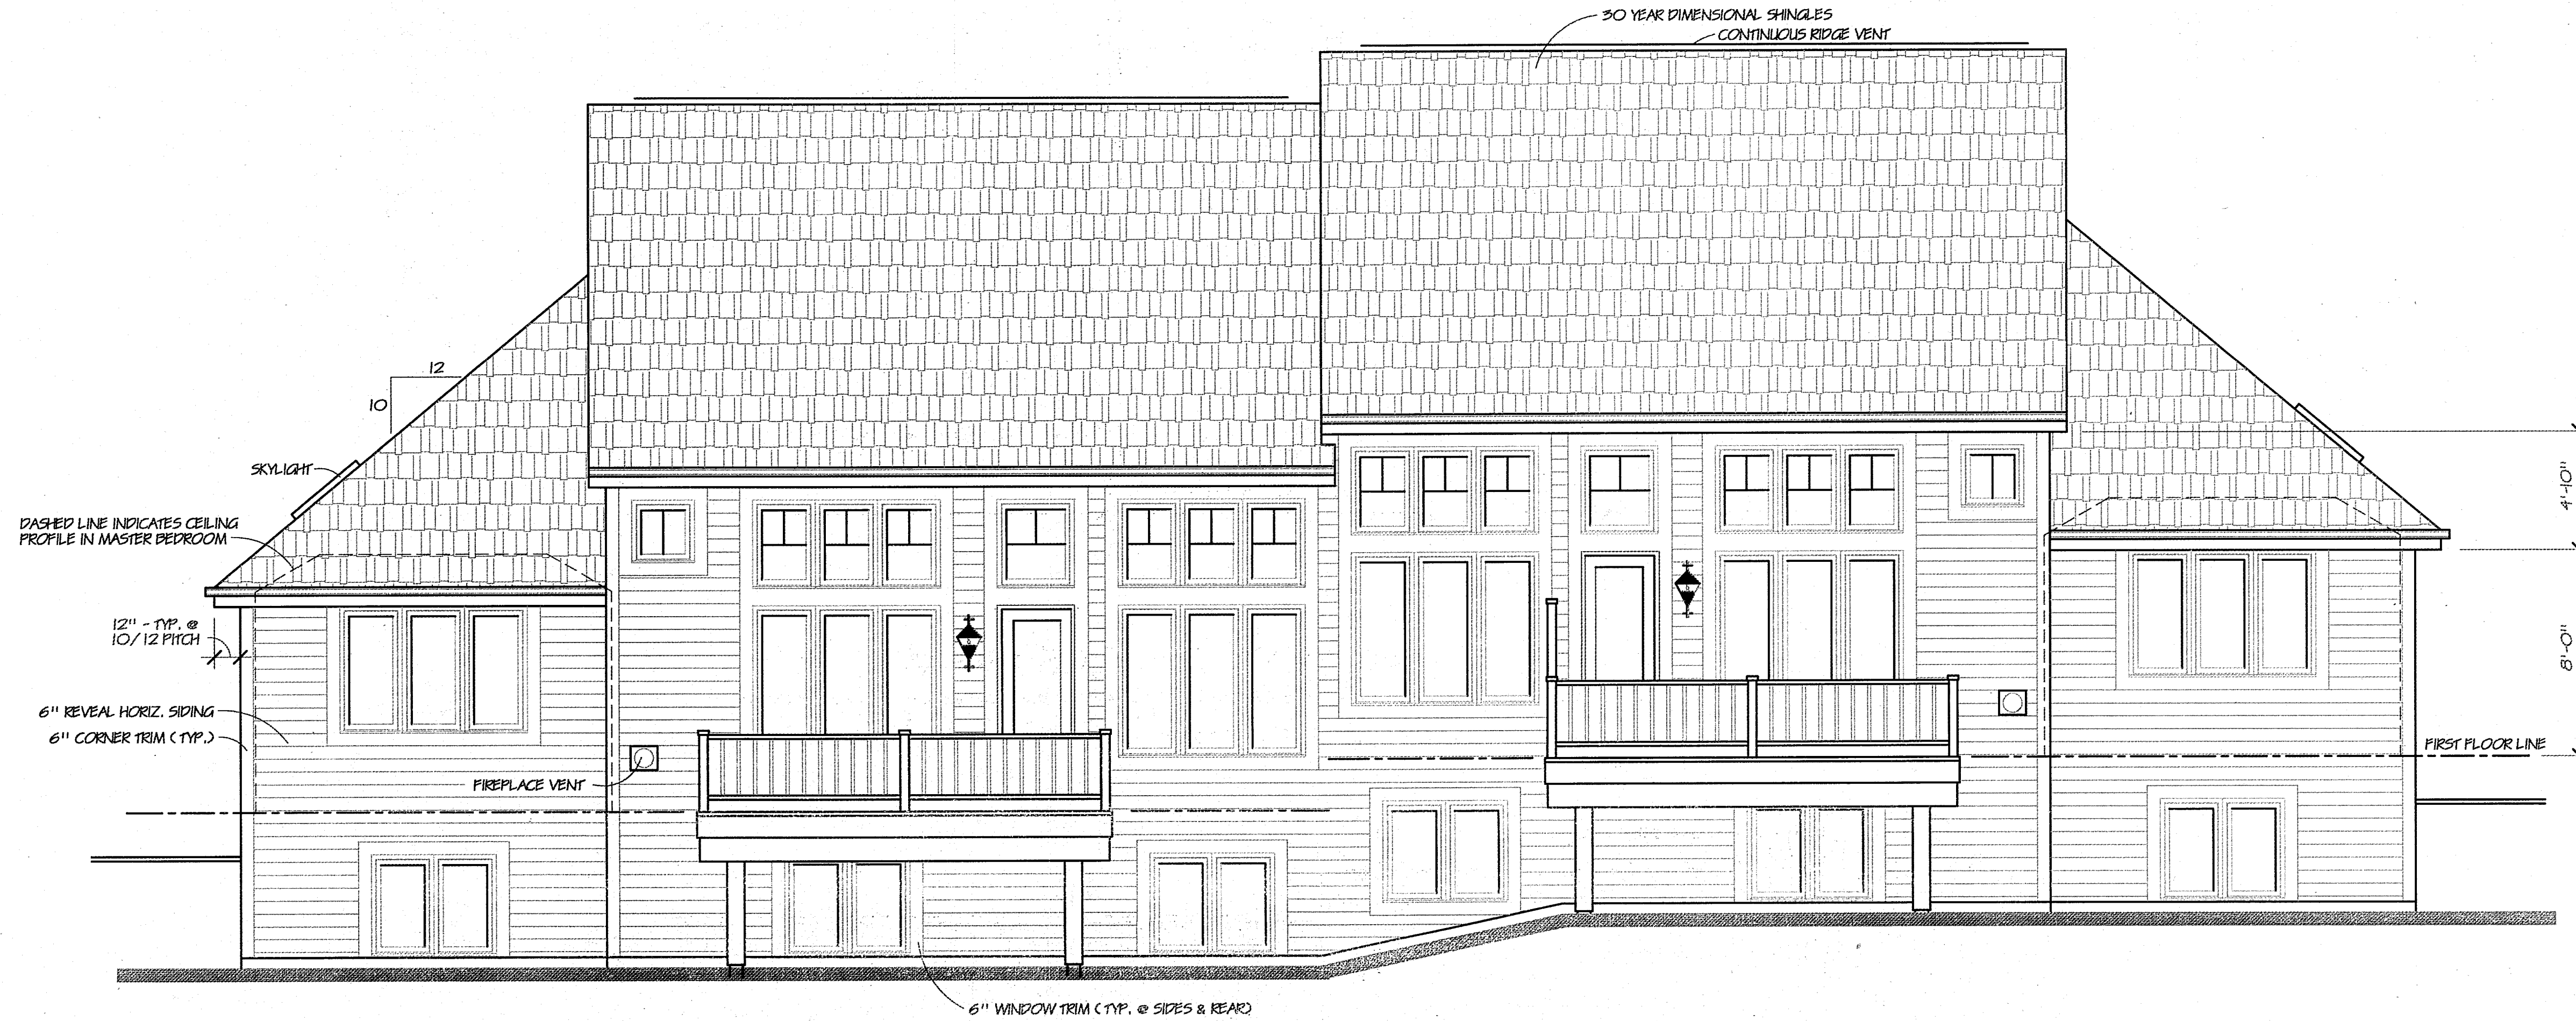 30 YEAR DIMENSIONAL SHINGLES
CONTINUOUS RIDGE VENT
12
10
SKYLIGHT
DASHED LINE INDICATES CEILING
PROFILE IN MASTER BEDROOM
4'-10"
12" - TYP. @
10/12 PITCH
8'-0"
6" REVEAL HORIZ. SIDING
6" CORNER TRIM (TYP.)
FIRST FLOOR LINE
FIREPLACE VENT
6" WINDOW TRIM (TYP. @ SIDES & REAR)